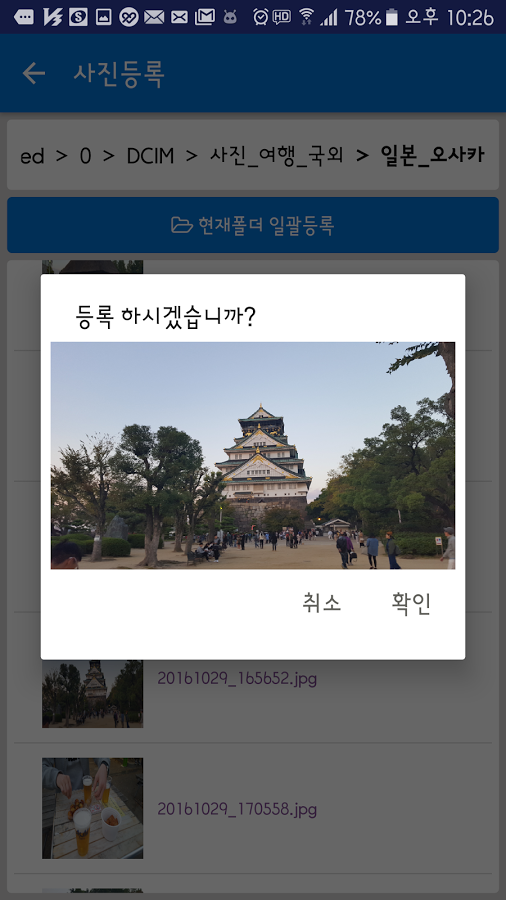 78% 오후 10:26
사진등록
ed > 0 > DCIM > 사진_여행_국외 > 일본_오사카
현재폴더 일괄등록
등록 하시겠습니까?
취소 확인
20161029_165652.jpg
20161029_170558.jpg